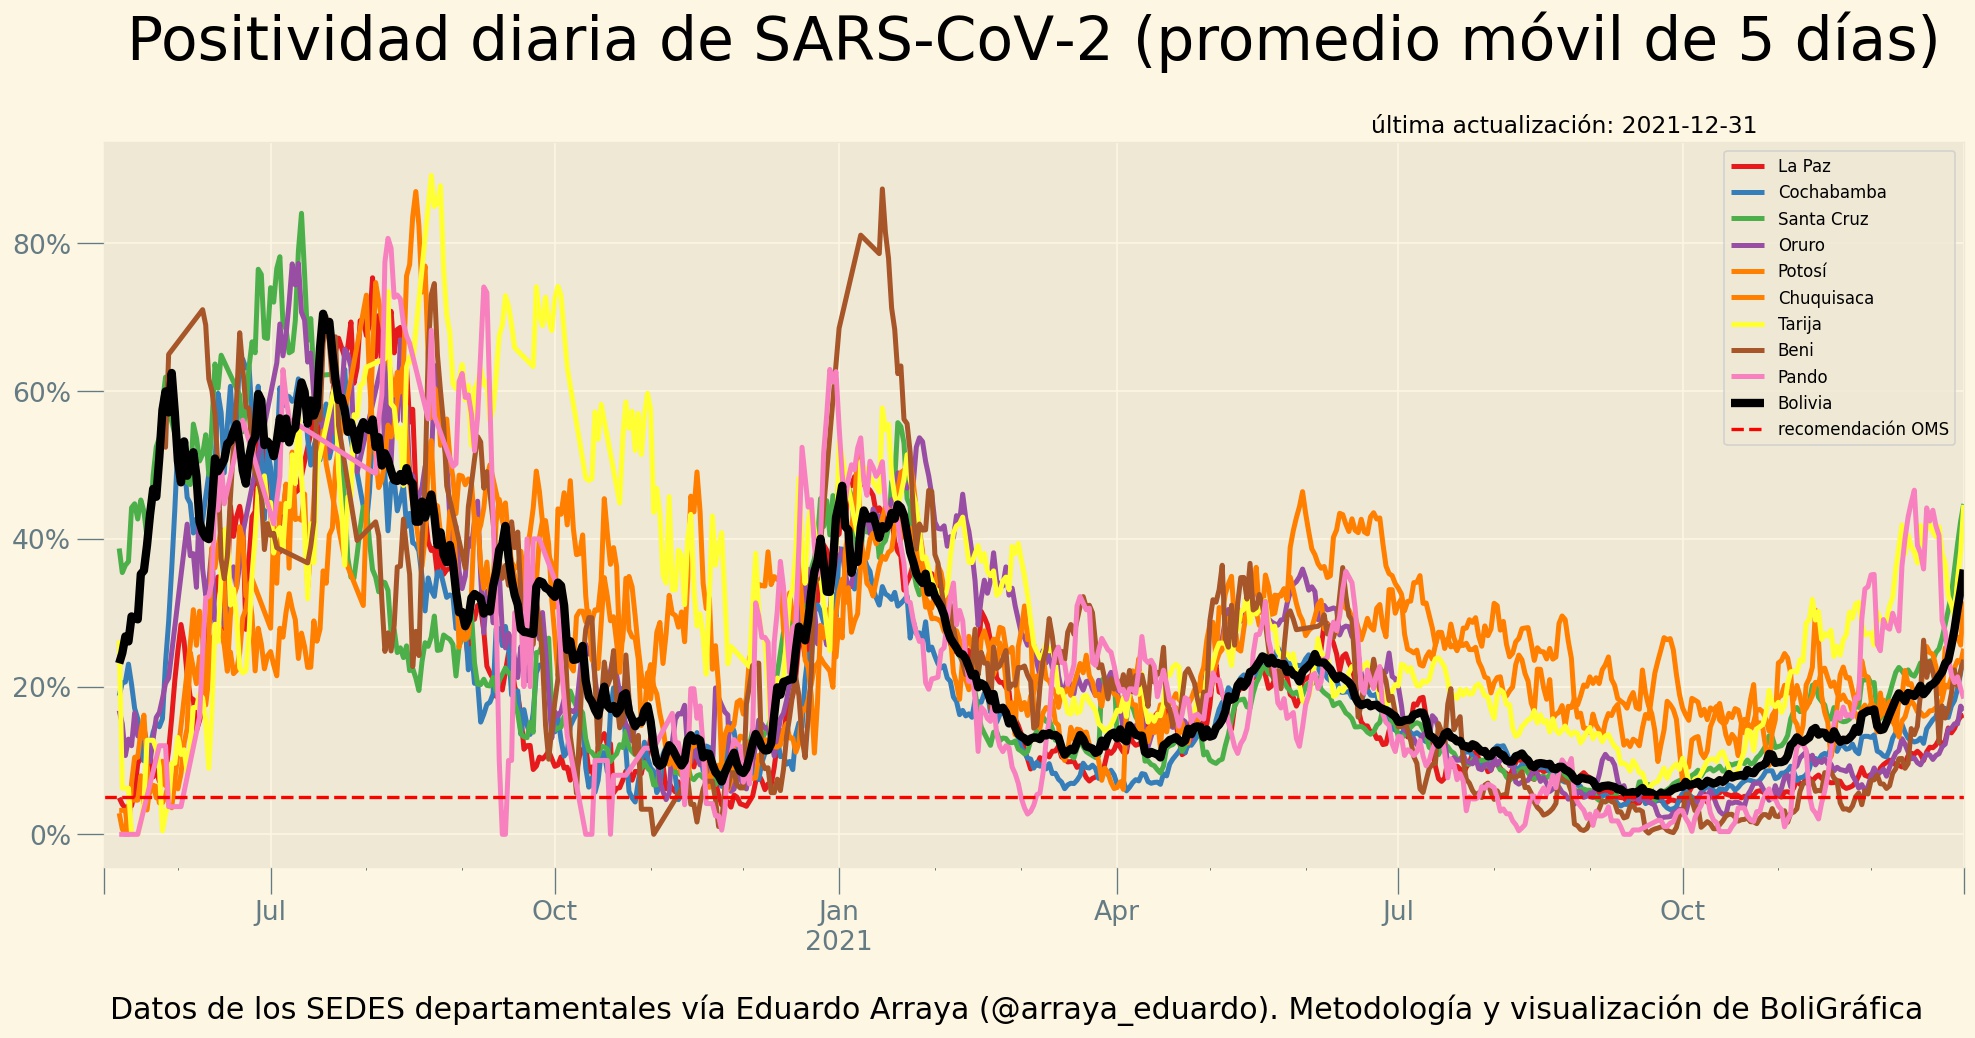 Positividad diaria de SARS-CoV-2 (promedio móvil de 5 días)
última actualización: 2021-12-31
La Paz
Cochabamba
Santa Cruz
Oruro
Potosí
Chuquisaca
Tarija
Beni
Pando
Bolivia
recomendación OMS
80%
60%
40%
20%
0%
Jul Oct Jan Apr Jul Oct
2021
Datos de los SEDES departamentales vía Eduardo Arraya (@arraya_eduardo). Metodología y visualización de BoliGráfica